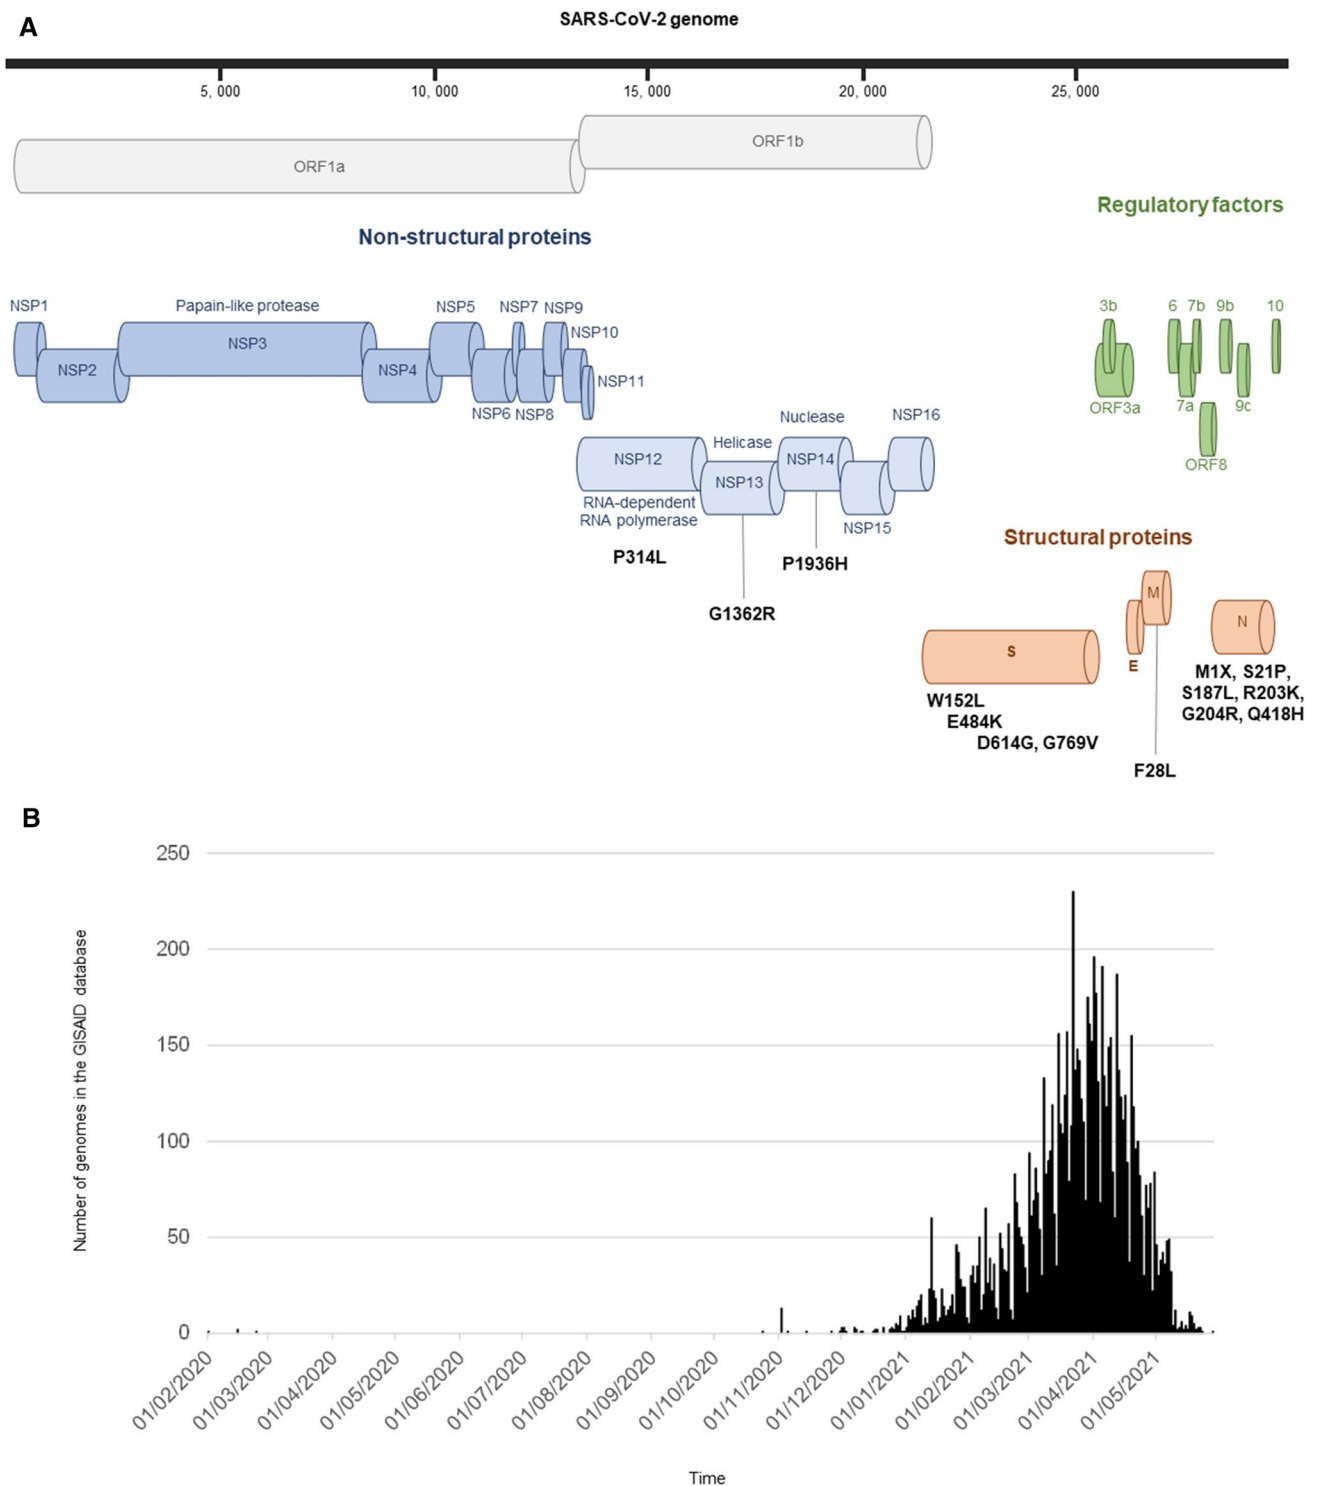 A
SARS-CoV-2 genome
5, 000
10, 000
15, 000
20, 000
25, 000
ORF1a
ORF1b
Regulatory factors
Non-structural proteins
NSP1
Papain-like protease
NSP5
NSP7
NSP9
NSP10
NSP3
NSP2
NSP4
NSP11
NSP6
NSP8
3b
6
7b
9b
10
ORF3a
7a
9c
ORF8
Nuclease
NSP16
Helicase
NSP12
NSP14
NSP13
RNA-dependent
RNA polymerase
NSP15
P314L
P1936H
G1362R
Structural proteins
M
N
S
E
W152L
E484K
D614G, G769V
M1X, S21P,
S187L, R203K,
G204R, Q418H
F28L
B
250
200
150
100
50
0
Number of genomes in the GISAID database
01/02/2020
01/03/2020
01/04/2020
01/05/2020
01/06/2020
01/07/2020
01/08/2020
01/09/2020
01/10/2020
01/11/2020
01/12/2020
01/01/2021
01/02/2021
01/03/2021
01/04/2021
01/05/2021
Time